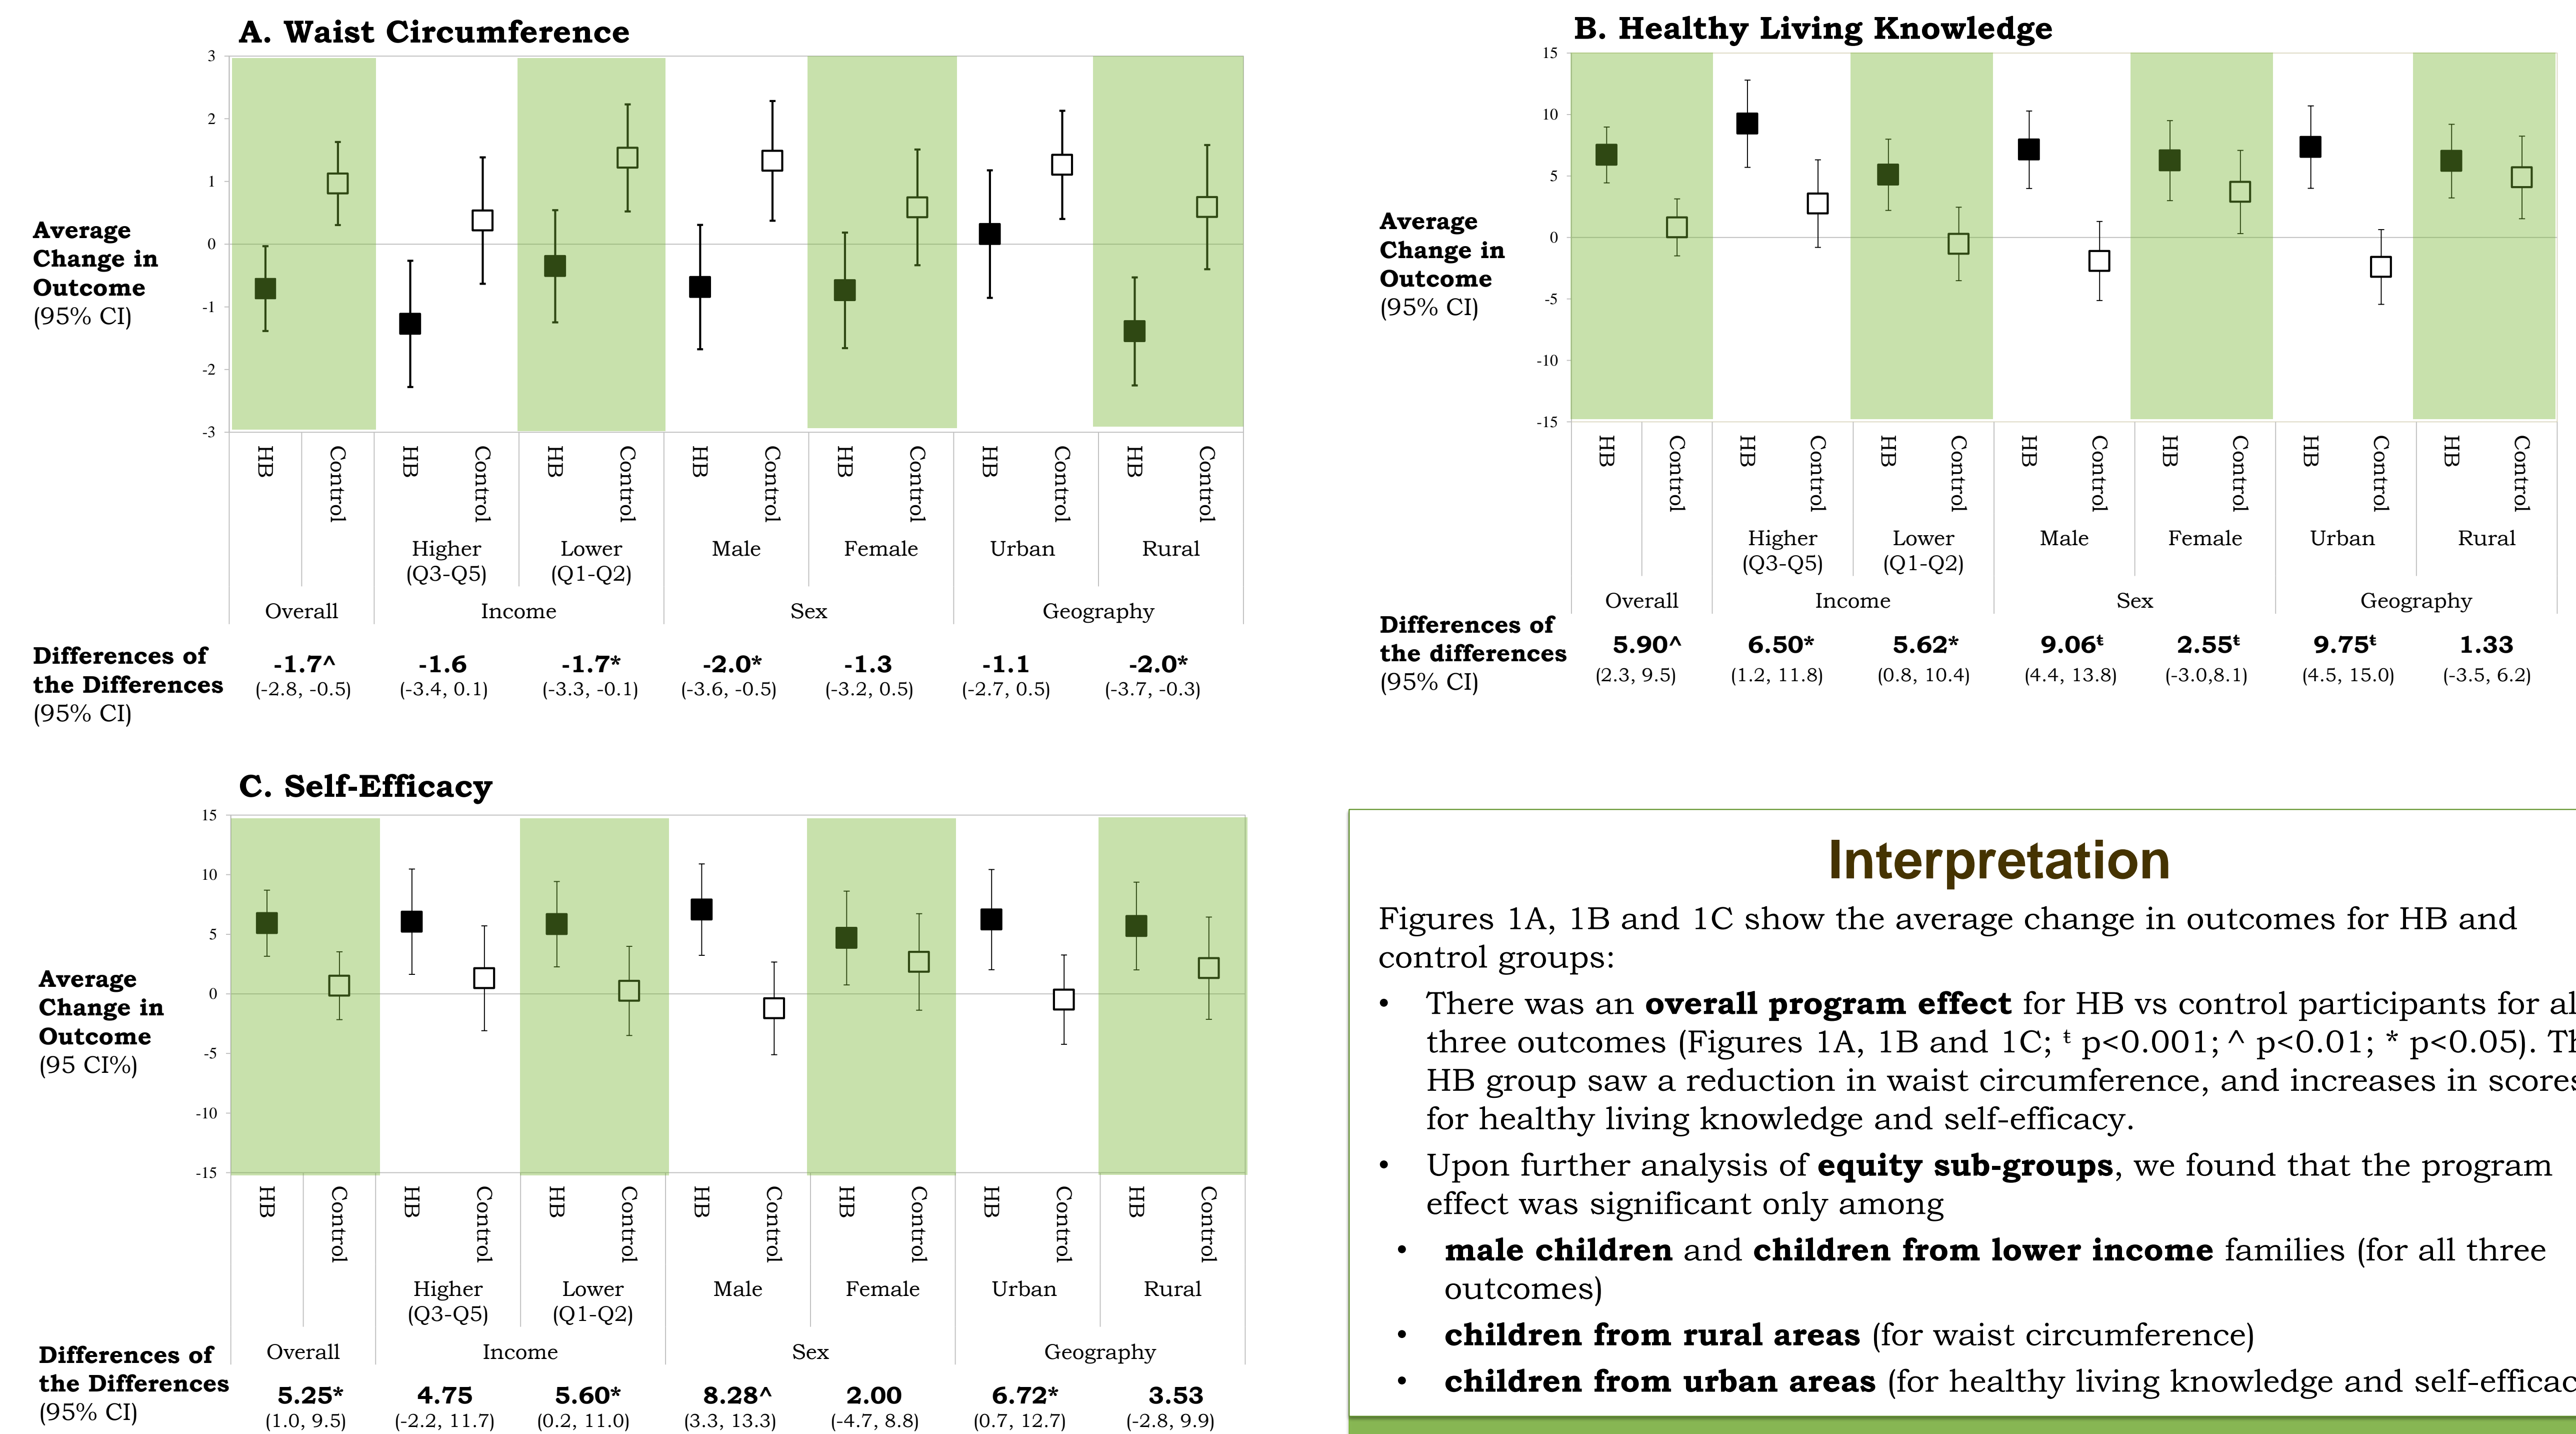 A. Waist Circumference
3
2
1
0
-1
-2
-3
Average
Change in
Outcome
(95% CI)
HB Control HB Control HB Control HB Control HB Control HB Control HB Control
Higher Lower Male Female Urban Rural
(Q3-Q5) (Q1-Q2)
Overall Income Sex Geography
Differences of
the Differences
(95% CI)
-1.7^ -1.6 -1.7* -2.0* -1.3 -1.1 -2.0*
(-2.8, -0.5) (-3.4, 0.1) (-3.3, -0.1) (-3.6, -0.5) (-3.2, 0.5) (-2.7, 0.5) (-3.7, -0.3)
B. Healthy Living Knowledge
15
10
5
0
-5
-10
-15
Average
Change in
Outcome
(95% CI)
HB Control HB Control HB Control HB Control HB Control HB Control HB Control
Higher Lower Male Female Urban Rural
(Q3-Q5) (Q1-Q2)
Overall Income Sex Geography
Differences of
the differences
(95% CI)
5.90^ 6.50* 5.62* 9.06ŧ 2.55ŧ 9.75ŧ 1.33
(2.3, 9.5) (1.2, 11.8) (0.8, 10.4) (4.4, 13.8) (-3.0,8.1) (4.5, 15.0) (-3.5, 6.2)
C. Self-Efficacy
15
10
5
0
-5
-10
-15
Average
Change in
Outcome
(95 CI%)
HB Control HB Control HB Control HB Control HB Control HB Control HB Control
Higher Lower Male Female Urban Rural
(Q3-Q5) (Q1-Q2)
Overall Income Sex Geography
Differences of
the Differences
(95% CI)
5.25* 4.75 5.60* 8.28^ 2.00 6.72* 3.53
(1.0, 9.5) (-2.2, 11.7) (0.2, 11.0) (3.3, 13.3) (-4.7, 8.8) (0.7, 12.7) (-2.8, 9.9)
Interpretation
Figures 1A, 1B and 1C show the average change in outcomes for HB and
control groups:
• There was an overall program effect for HB vs control participants for
three outcomes (Figures 1A, 1B and 1C; ŧ p<0.001; ^ p<0.01; * p<0.05).
HB group saw a reduction in waist circumference, and increases in scores
for healthy living knowledge and self-efficacy.
• Upon further analysis of equity sub-groups, we found that the program
effect was significant only among
• male children and children from lower income families (for all three
outcomes)
• children from rural areas (for waist circumference)
• children from urban areas (for healthy living knowledge and